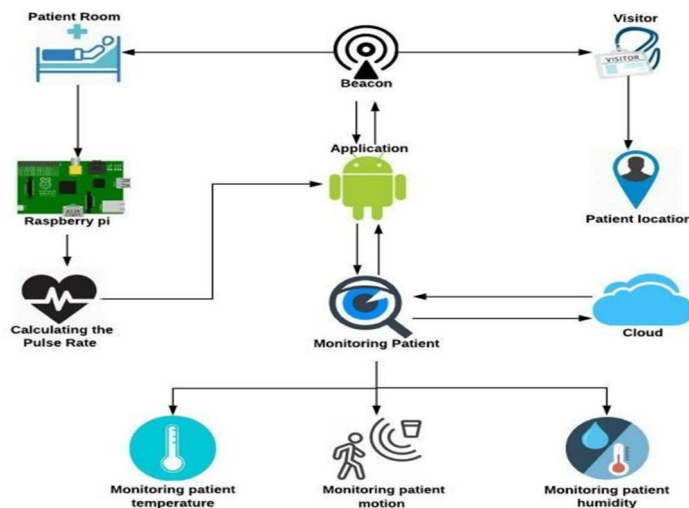 Patient Room
Visitor
VISITOR
Beacon
Application
Raspberry pi
Patient location
Calculating the
Pulse Rate
Monitoring Patient
Cloud
Monitoring patient
temperature
Monitoring patient
motion
Monitoring patient
humidity